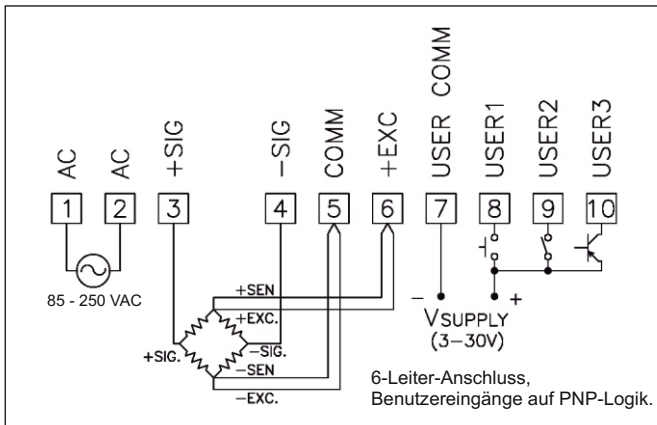 AC
AC
+SIG
−SIG
COMM
+EXC
USER COMM
USER1
USER2
USER3
1
2
3
4
5
6
7
8
9
10
85 - 250 VAC
+SEN
+EXC.
+SIG.
−SIG.
−SEN
−EXC.
− +
VSUPPLY
(3−30V)
6-Leiter-Anschluss,
Benutzereingänge auf PNP-Logik.